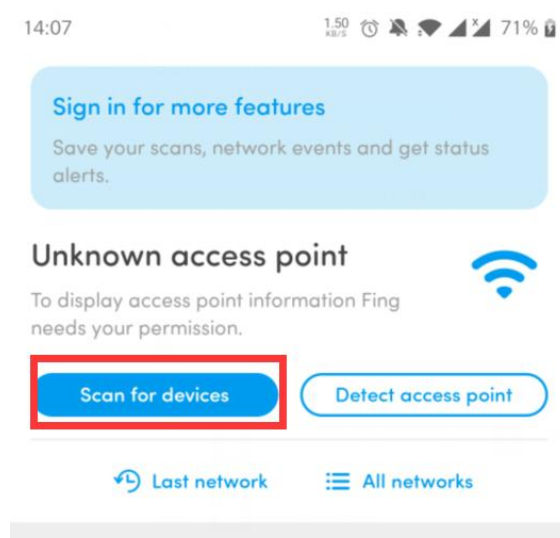 14:07 1.50 KB/S x 71%
Sign in for more features
Save your scans, network events and get status
alerts.
Unknown access point
To display access point information Fing
needs your permission.
Scan for devices Detect access point
Last network All networks